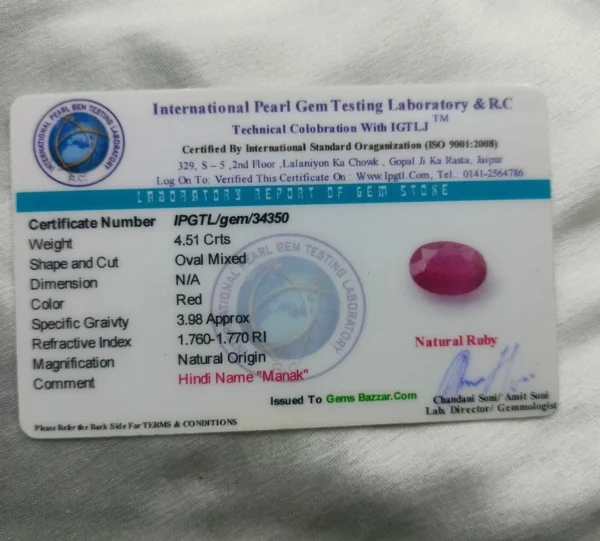 International Pearl Gem Testing Laboratory & R.C
Technical Colobration With IGTLJ TM
Certified By International Standard Oraganization (ISO 9001:2008)
329, S - 5 ,2nd Floor ,Lalaniyon Ka Chowk , Gopal Ji Ka Rasta, Jaipur
Log On To Verified This Certificate On : Www.Ipgtl.Com, Tel.: 0141-2564786
INTERNATIONAL PEARL GEM TESTING LABORATORY
R.C.
LABORATORY REPORT OF GEM STONE
Certificate Number IPGTL/gem/34350
Weight 4.51 Crts
Shape and Cut Oval Mixed
Dimension N/A
Color Red
Specific Graivty 3.98 Approx
Refractive Index 1.760-1.770 RI
Magnification Natural Origin
Comment Hindi Name "Manak"
Natural Ruby
Issued To Gems Bazzar.Com
Chandani Soni/ Amit Soni
Lab. Director/ Gemmologist
Please Refer the Back Side For TERMS & CONDITIONS